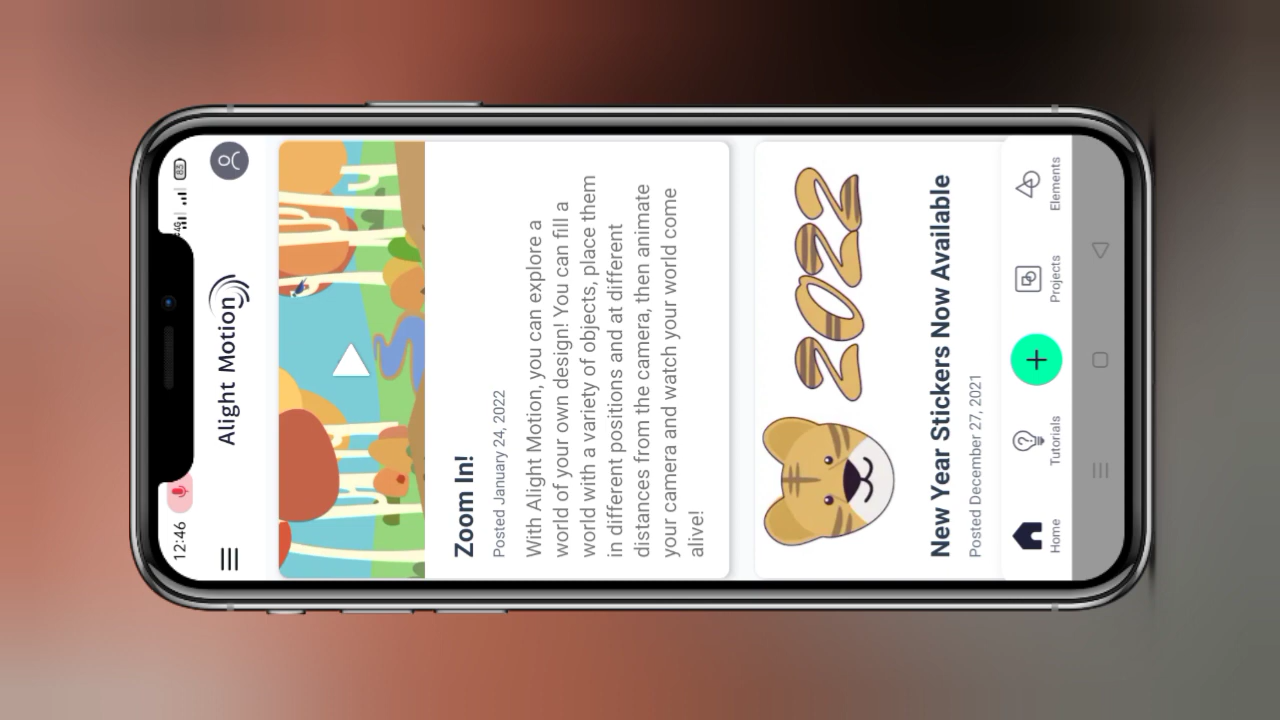 12:46
4G
83
Alight Motion
Zoom In!
Posted January 24, 2022
With Alight Motion, you can explore a
world of your own design! You can fill a
world with a variety of objects, place them
in different positions and at different
distances from the camera, then animate
your camera and watch your world come
alive!
2022
New Year Stickers Now Available
Posted December 27, 2021
Home
Tutorials
Projects
Elements